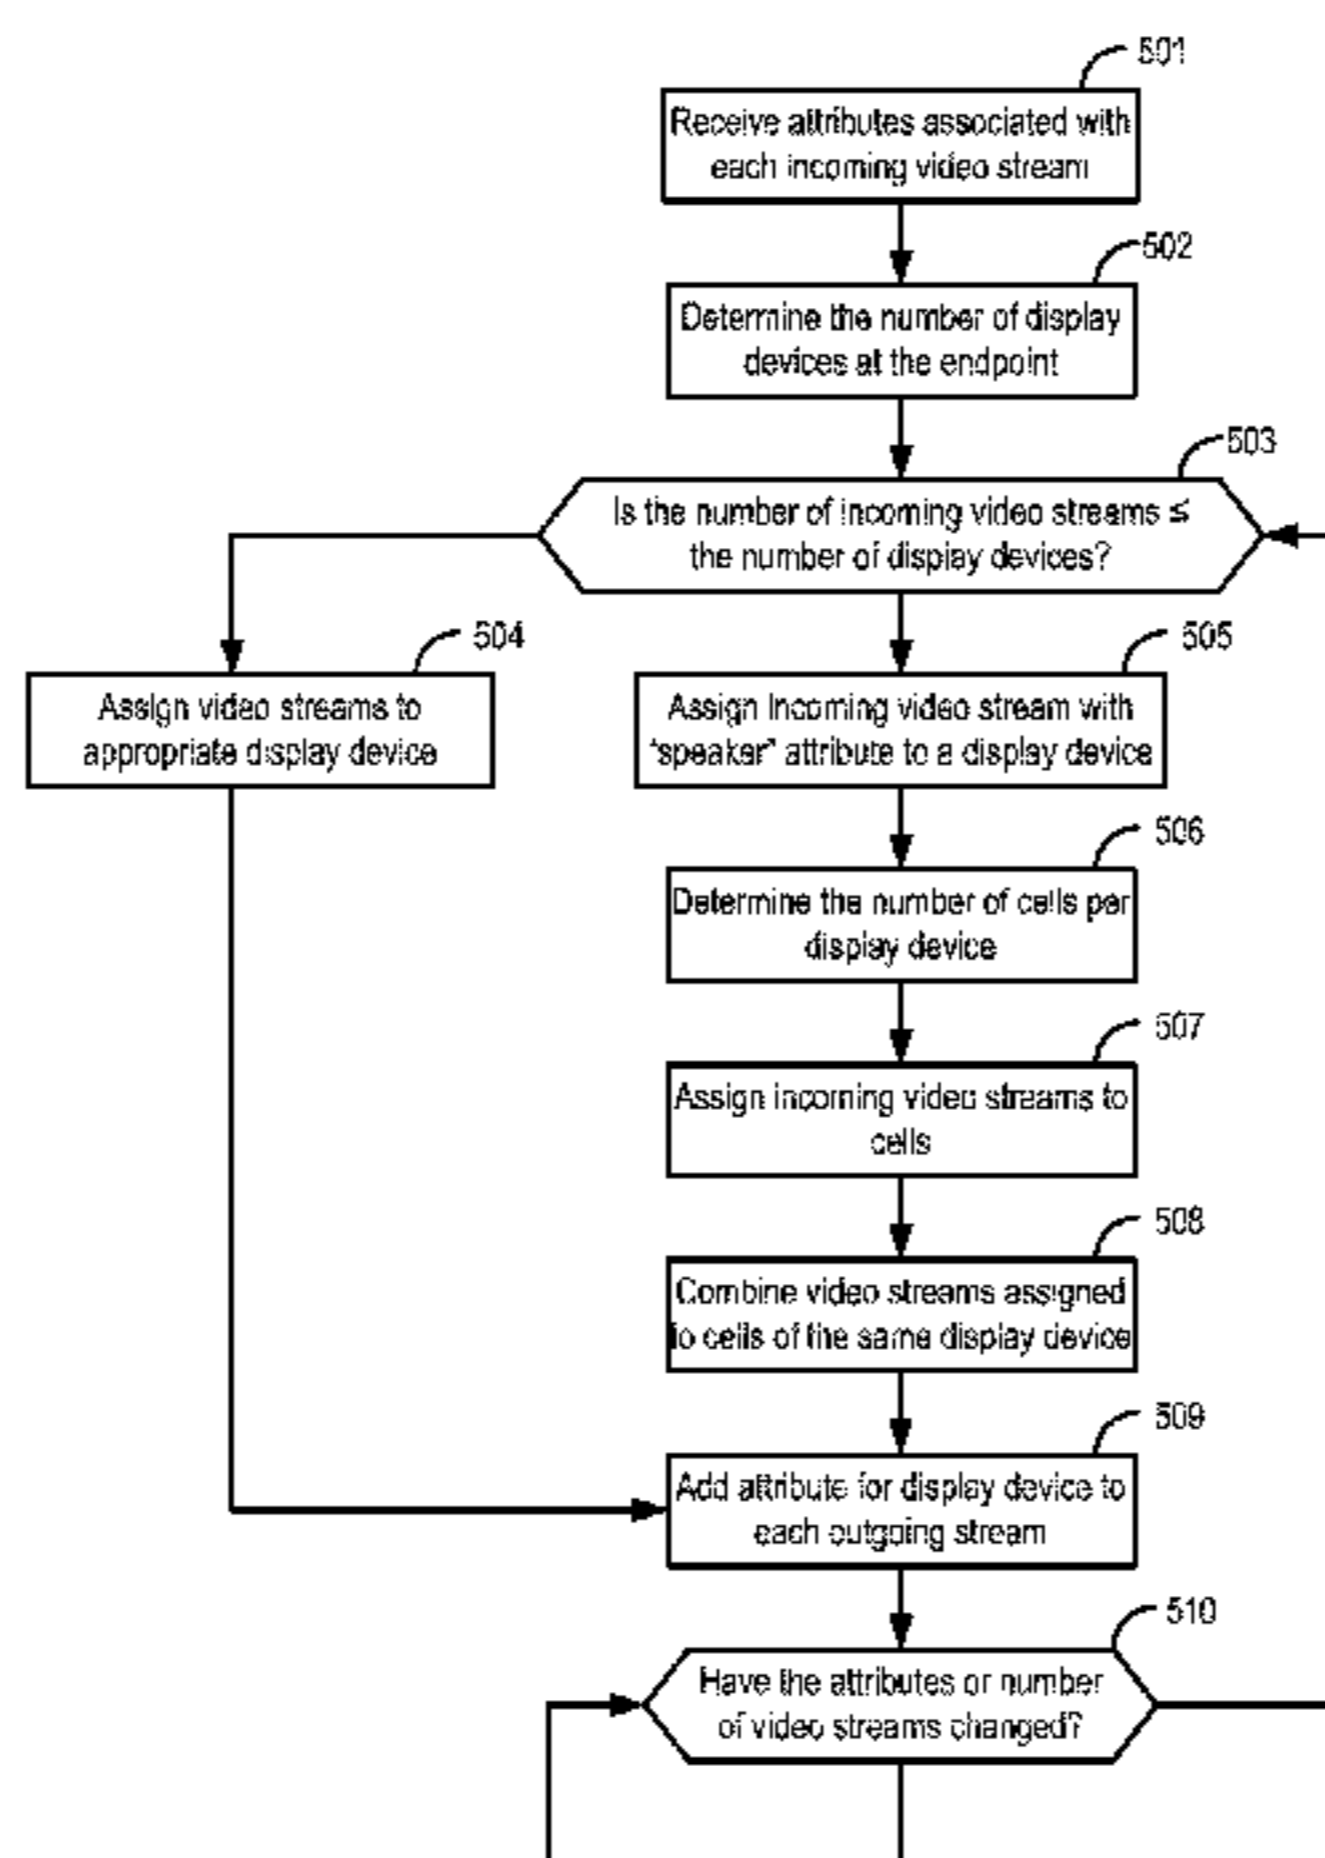 501
Receive attributes associated with
each incoming video stream
502
Determine the number of display
devices at the endpoint
503
Is the number of incoming video streams ≤
the number of display devices?
504
Assign video streams to
appropriate display device
505
Assign incoming video stream with
"speaker" attribute to a display device
506
Determine the number of cells per
display device
507
Assign incoming video streams to
cells
508
Combine video streams assigned
to cells of the same display device
509
Add attribute for display device to
each outgoing stream
510
Have the attributes or number
of video streams changed?